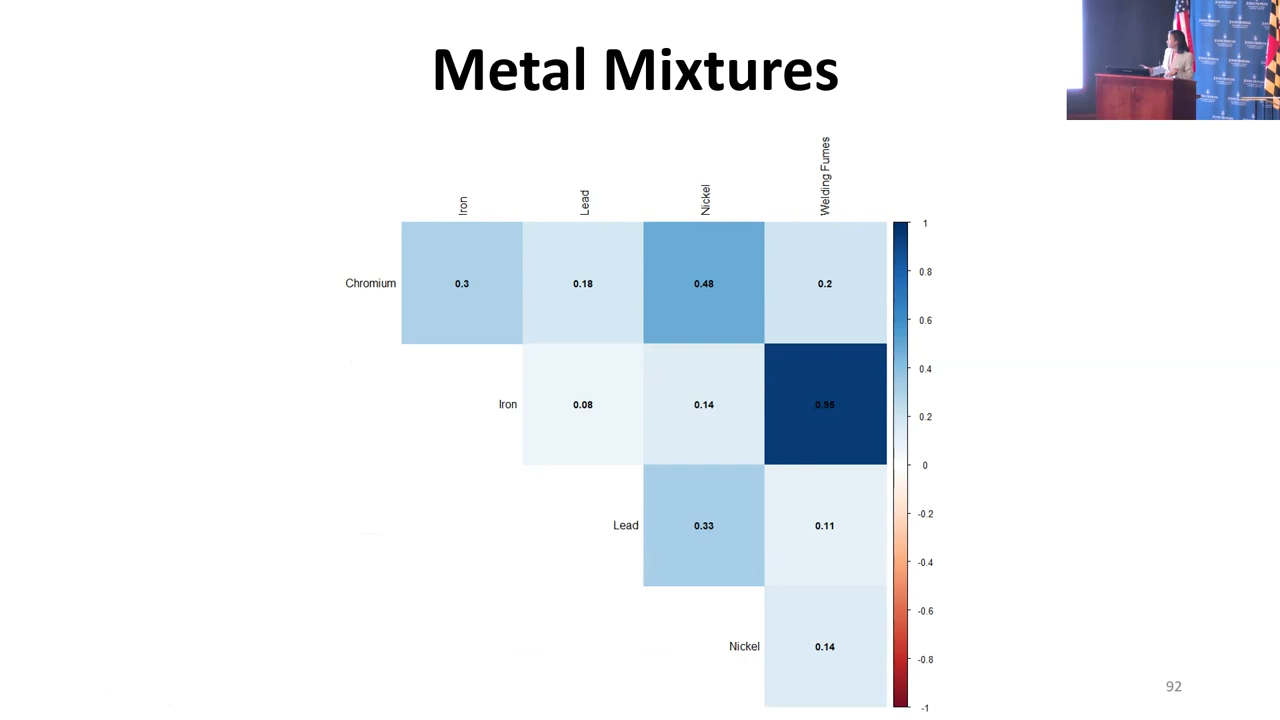 Metal Mixtures
Iron
Lead
Nickel
Welding Fumes
Chromium
0.3
0.18
0.48
0.2
Iron
0.08
0.14
0.95
Lead
0.33
0.11
Nickel
0.14
1
0.8
0.6
0.4
0.2
0
-0.2
-0.4
-0.6
-0.8
-1
92